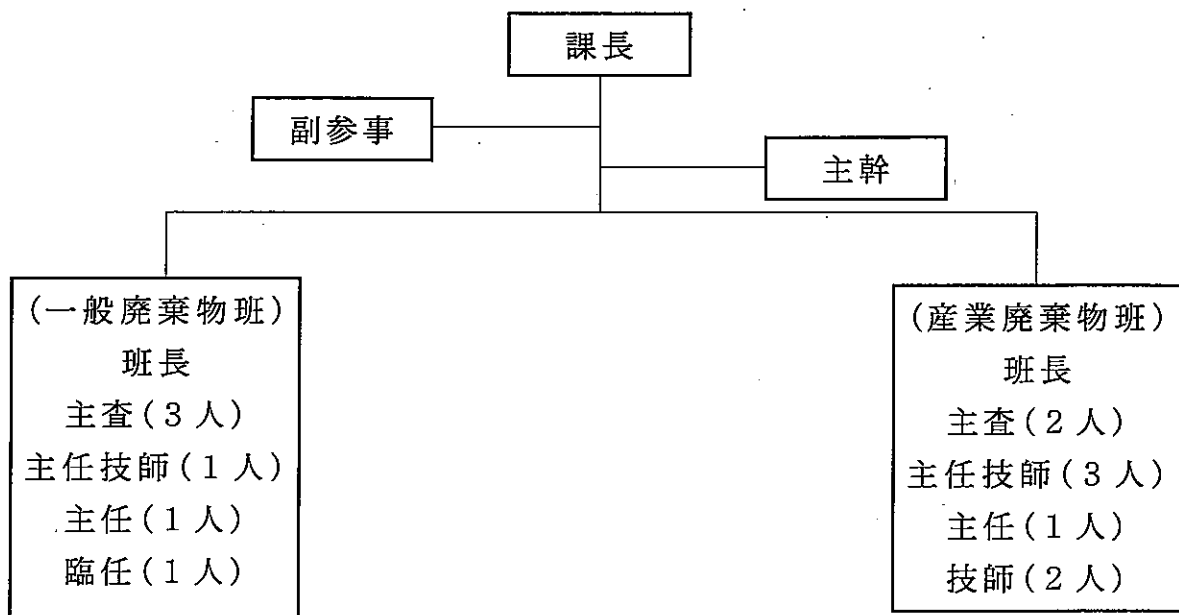 課長
副参事
主幹
(一般廃棄物班)
班長
主査(3人)
主任技師(1人)
主任(1人)
臨任(1人)
(産業廃棄物班)
班長
主査(2人)
主任技師(3人)
主任(1人)
技師(2人)